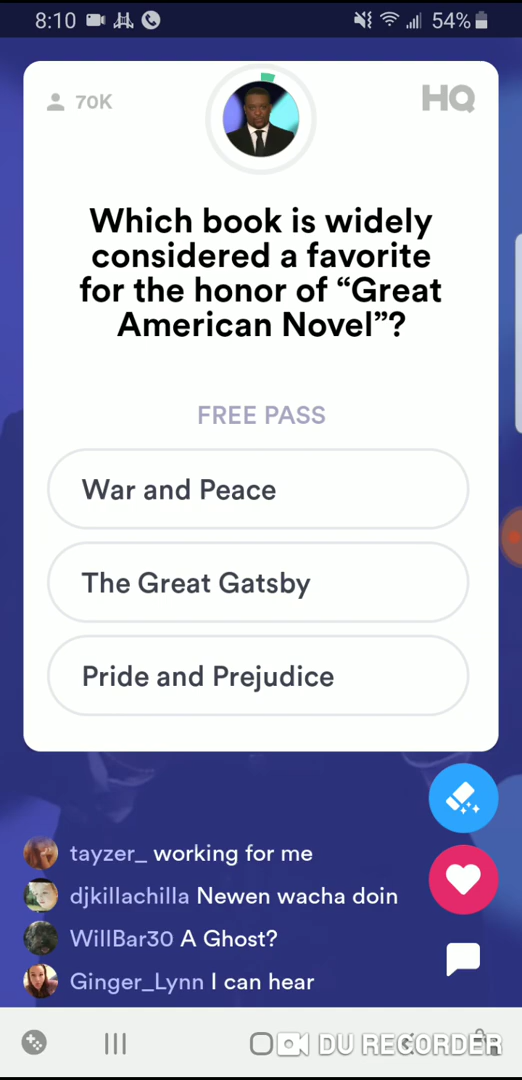 8:10 54%
70K HQ
Which book is widely
considered a favorite
for the honor of “Great
American Novel”?
FREE PASS
War and Peace
The Great Gatsby
Pride and Prejudice
tayzer_ working for me
djkillachilla Newen wacha doin
WillBar30 A Ghost?
Ginger_Lynn I can hear
DU RECORDER